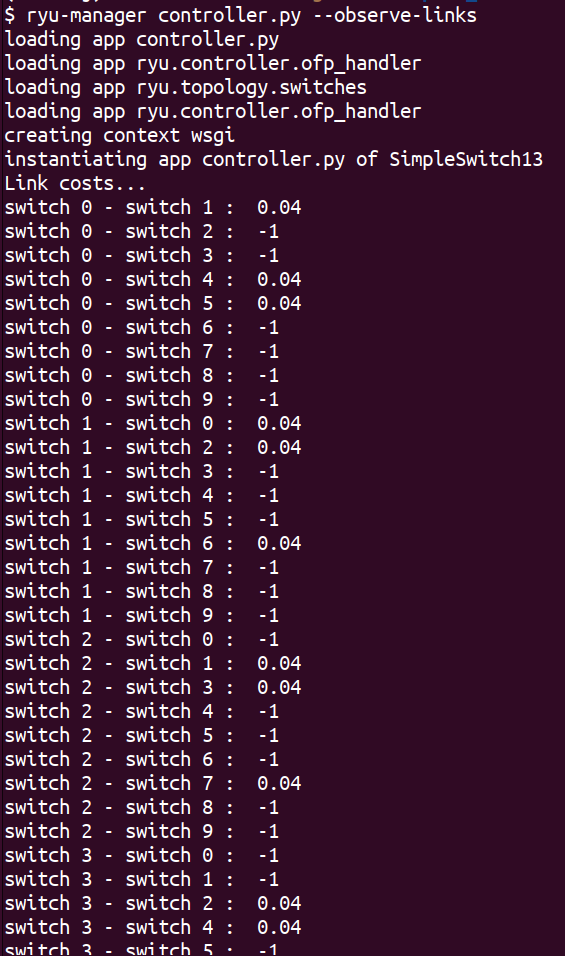 $ ryu-manager controller.py --observe-links
loading app controller.py
loading app ryu.controller.ofp_handler
loading app ryu.topology.switches
loading app ryu.controller.ofp_handler
creating context wsgi
instantiating app controller.py of SimpleSwitch13
Link costs...
switch 0 - switch 1 :  0.04
switch 0 - switch 2 :  -1
switch 0 - switch 3 :  -1
switch 0 - switch 4 :  0.04
switch 0 - switch 5 :  0.04
switch 0 - switch 6 :  -1
switch 0 - switch 7 :  -1
switch 0 - switch 8 :  -1
switch 0 - switch 9 :  -1
switch 1 - switch 0 :  0.04
switch 1 - switch 2 :  0.04
switch 1 - switch 3 :  -1
switch 1 - switch 4 :  -1
switch 1 - switch 5 :  -1
switch 1 - switch 6 :  0.04
switch 1 - switch 7 :  -1
switch 1 - switch 8 :  -1
switch 1 - switch 9 :  -1
switch 2 - switch 0 :  -1
switch 2 - switch 1 :  0.04
switch 2 - switch 3 :  0.04
switch 2 - switch 4 :  -1
switch 2 - switch 5 :  -1
switch 2 - switch 6 :  -1
switch 2 - switch 7 :  0.04
switch 2 - switch 8 :  -1
switch 2 - switch 9 :  -1
switch 3 - switch 0 :  -1
switch 3 - switch 1 :  -1
switch 3 - switch 2 :  0.04
switch 3 - switch 4 :  0.04
switch 3 - switch 5 :  -1